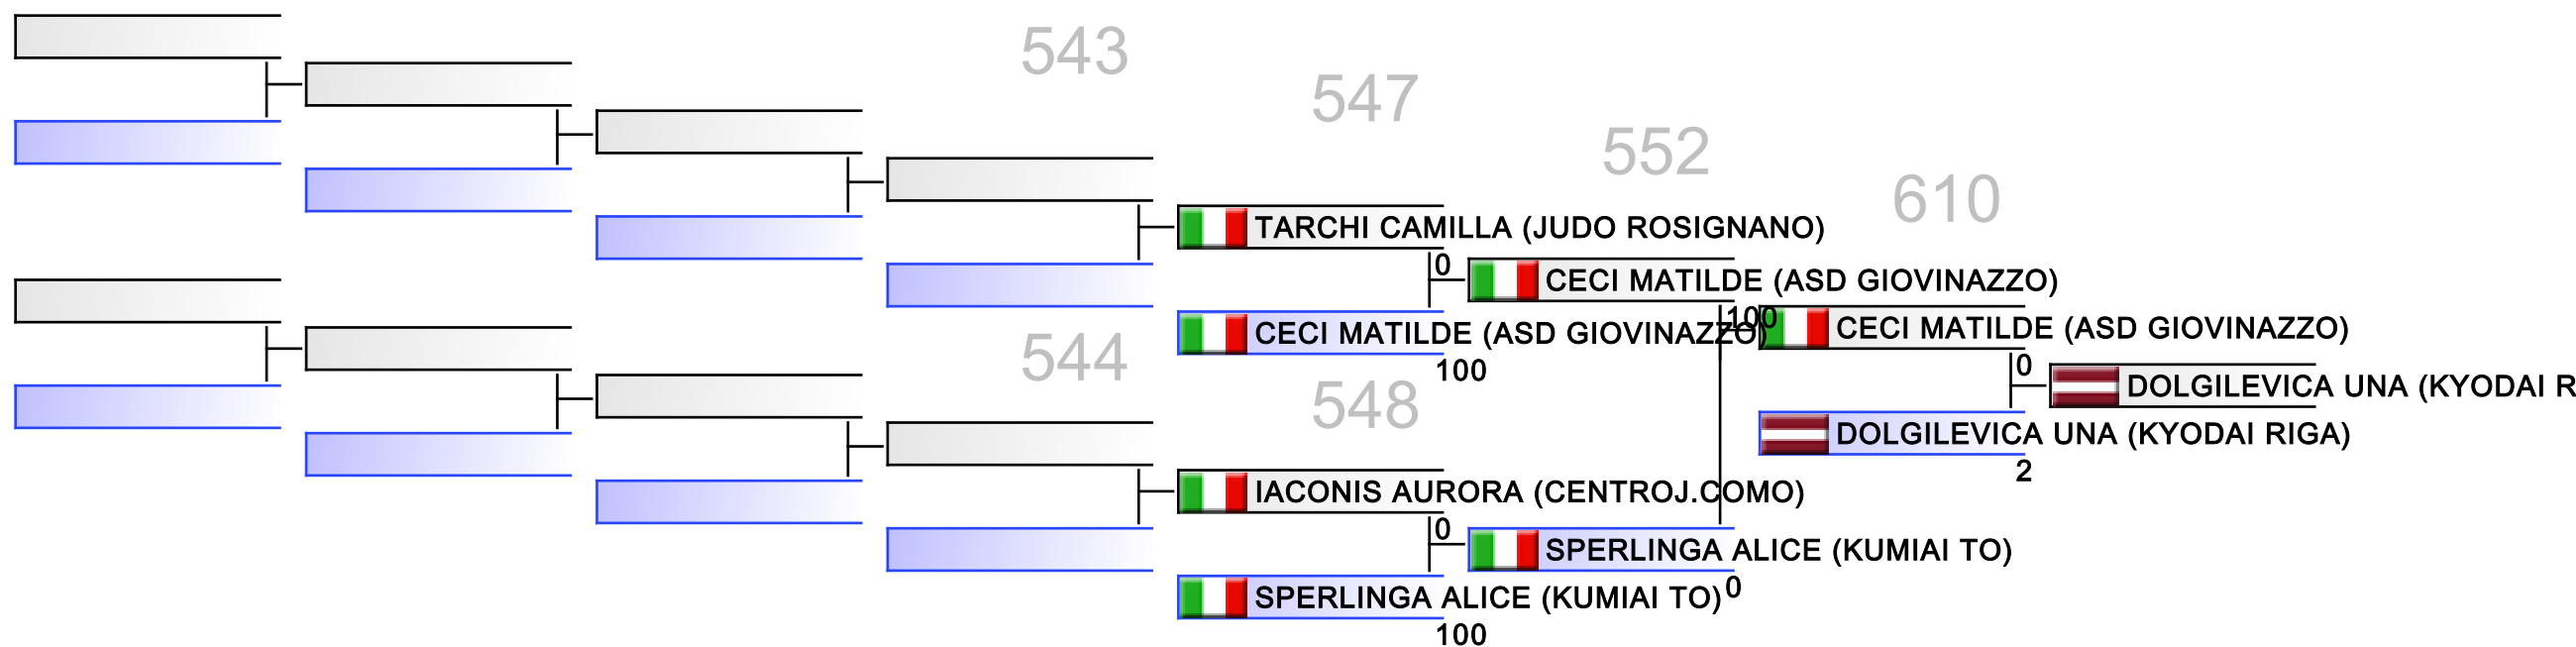 543
547
552
610
TARCHI CAMILLA (JUDO ROSIGNANO)
0
CECI MATILDE (ASD GIOVINAZZO)
100
CECI MATILDE (ASD GIOVINAZZO)
CECI MATILDE (ASD GIOVINAZZO)
100
0
DOLGILEVICA UNA (KYODAI R
544
548
DOLGILEVICA UNA (KYODAI RIGA)
2
IACONIS AURORA (CENTROJ.COMO)
0
SPERLINGA ALICE (KUMIAI TO)
0
SPERLINGA ALICE (KUMIAI TO)
100